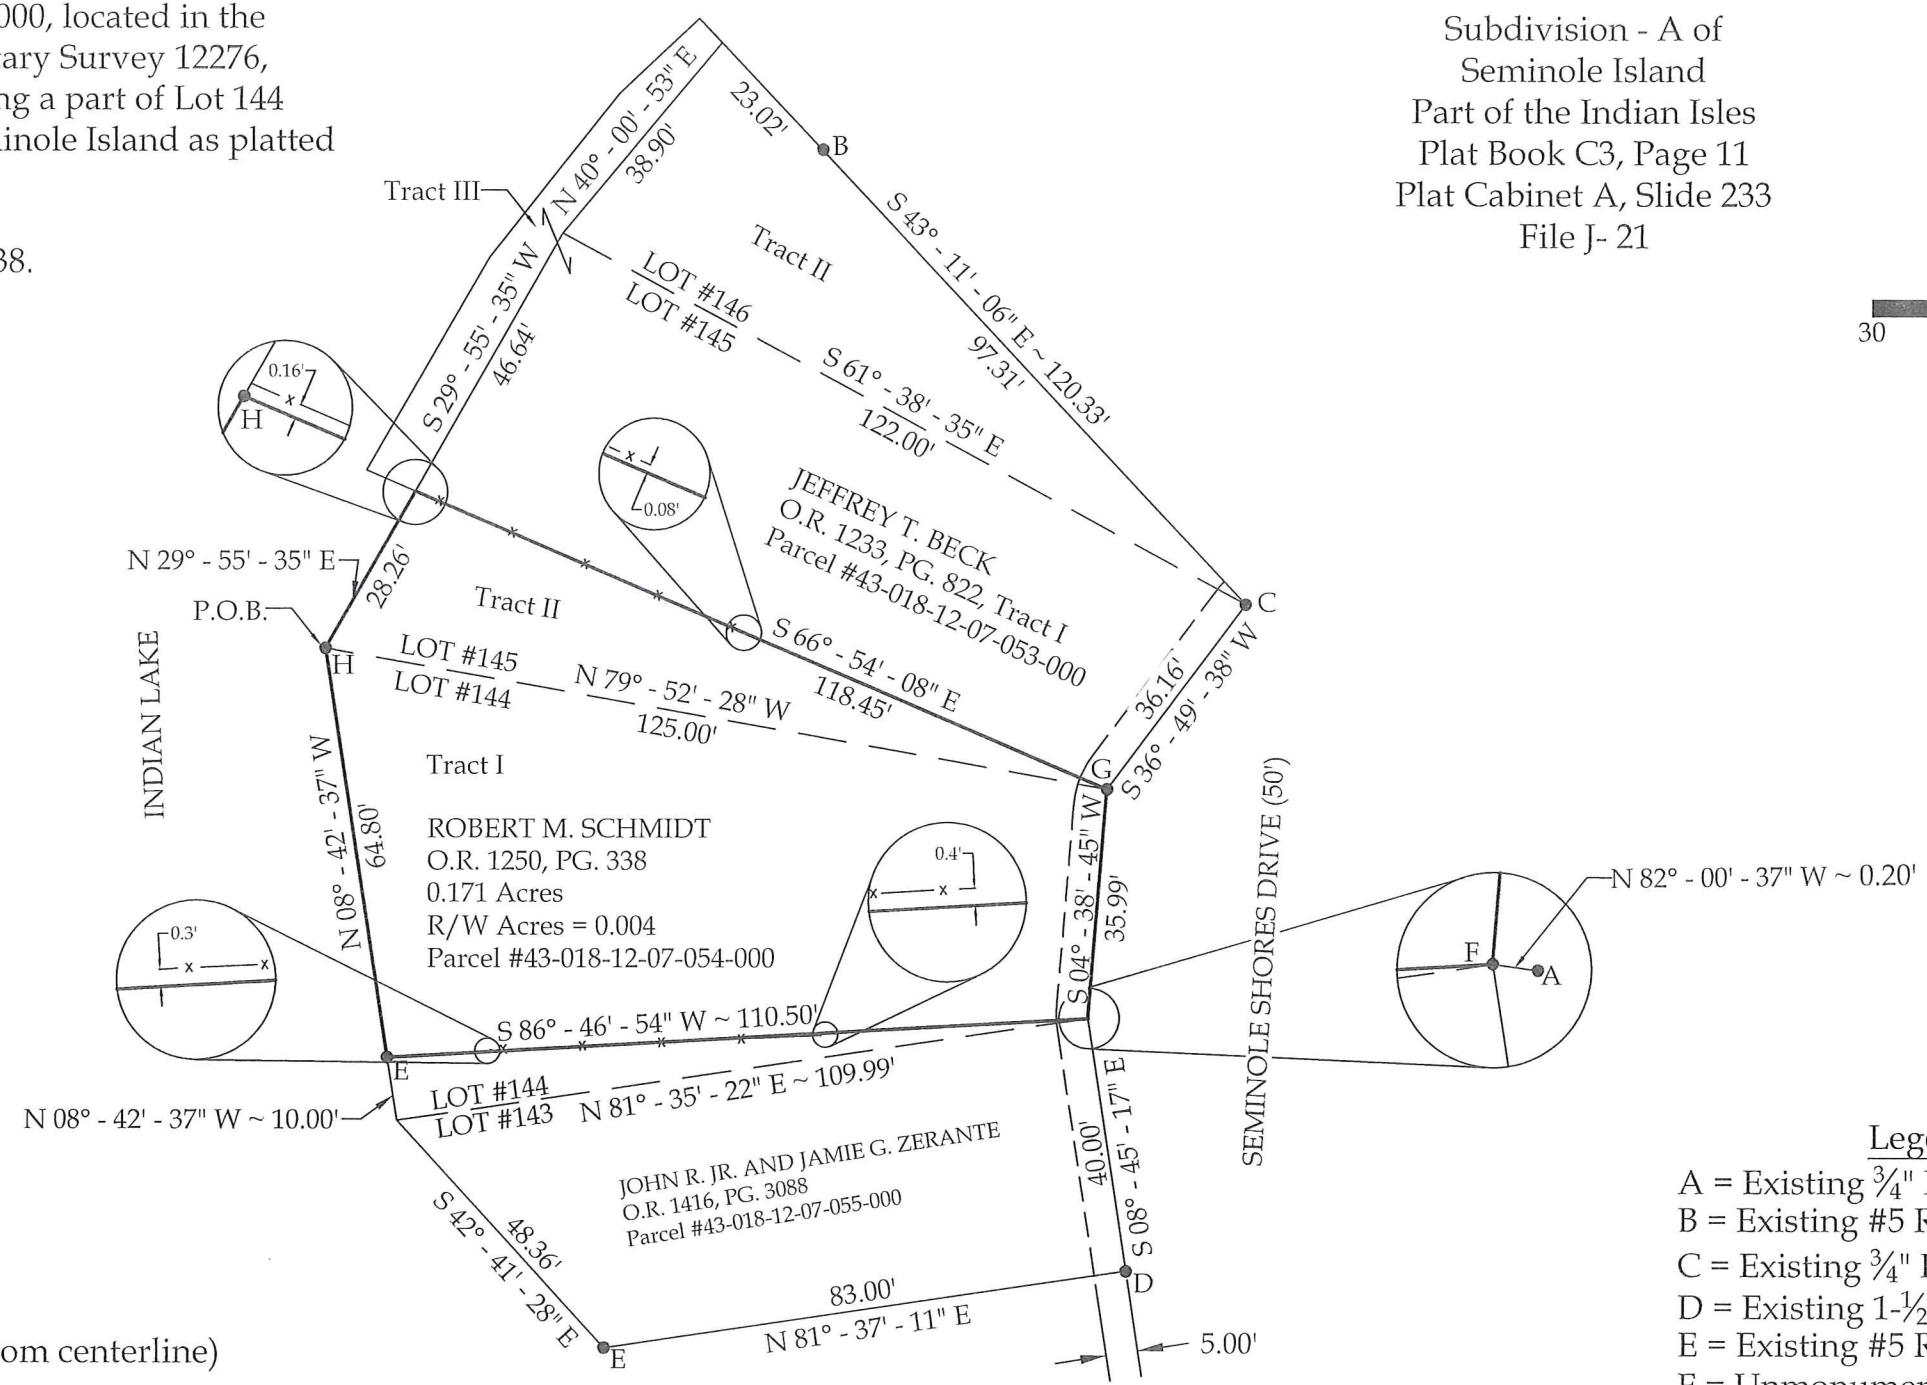 000, located in the
tary Survey 12276,
ng a part of Lot 144
ninole Island as platted
38.
Subdivision - A of
Seminole Island
Part of the Indian Isles
Plat Book C3, Page 11
Plat Cabinet A, Slide 233
File J- 21
30
N 40° - 00' - 53" E
38.90'
23.02'
B
Tract III
S 43° - 11' - 06" E ~ 120.33'
97.31'
Tract II
LOT #146
LOT #145
S 29° - 55' - 35" W
46.64'
S 61° - 38' - 35" E
122.00'
0.16'
x
H
x
0.08'
JEFFREY T. BECK
O.R. 1233, PG. 822, Tract I
Parcel #43-018-12-07-053-000
C
N 29° - 55' - 35" E
28.26'
P.O.B.
H
Tract II
S 66° - 54' - 08" E
118.45'
LOT #145
LOT #144
N 79° - 52' - 28" W
125.00'
36.16'
S 36° - 49' - 38" W
G
INDIAN LAKE
N 08° - 42' - 37" W
64.80'
Tract I
ROBERT M. SCHMIDT
O.R. 1250, PG. 338
0.171 Acres
R/W Acres = 0.004
Parcel #43-018-12-07-054-000
0.4'
x x
S 04° - 38' - 45" W
35.99'
SEMINOLE SHORES DRIVE (50')
N 82° - 00' - 37" W ~ 0.20'
F
A
0.3'
x x
S 86° - 46' - 54" W ~ 110.50'
E
LOT #144
LOT #143
N 81° - 35' - 22" E ~ 109.99'
N 08° - 42' - 37" W ~ 10.00'
40.00'
S 08° - 45' - 17" E
JOHN R. JR. AND JAMIE G. ZERANTE
O.R. 1416, PG. 3088
Parcel #43-018-12-07-055-000
48.36'
S 42° - 41' - 28" E
83.00'
N 81° - 37' - 11" E
D
E
5.00'
om centerline)
Lege
A = Existing ¾"
B = Existing #5 R
C = Existing ¾"
D = Existing 1-½
E = Existing #5 R
F = Unmonumen